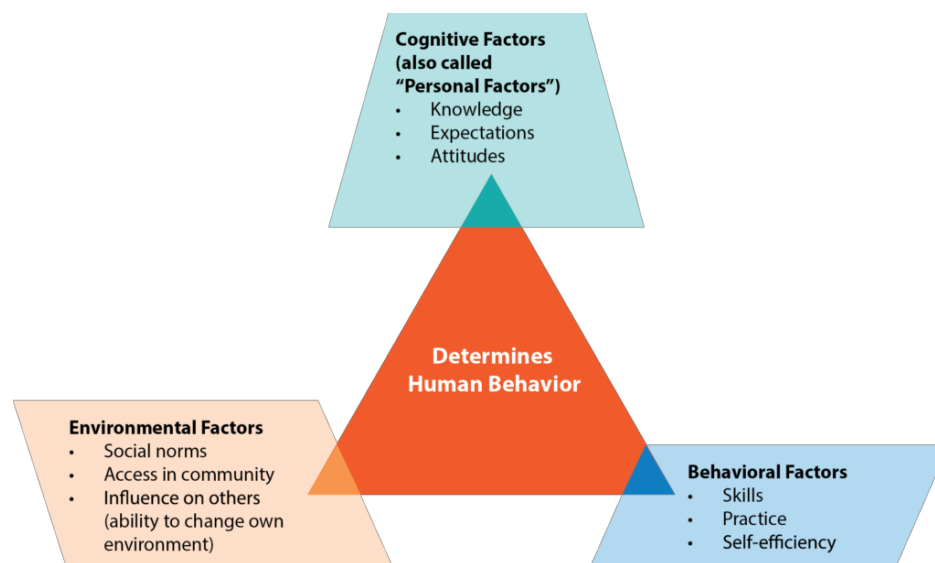 Cognitive Factors
(also called
“Personal Factors”)
• Knowledge
• Expectations
• Attitudes
Determines
Human Behavior
Environmental Factors
• Social norms
• Access in community
• Influence on others
(ability to change own
environment)
Behavioral Factors
• Skills
• Practice
• Self-efficiency